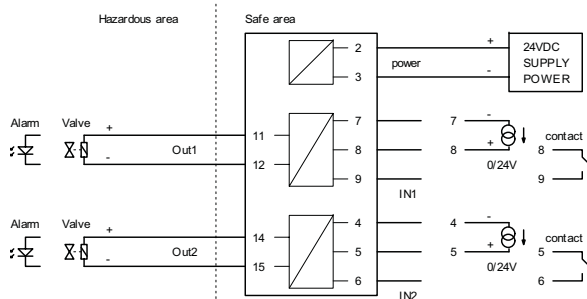 Hazardous area
Safe area
2
3
power
+
-
24VDC
SUPPLY
POWER
Alarm
Valve
+
-
Out1
11
12
7
8
9
IN1
7
8
-
+
0/24V
contact
8
9
Alarm
Valve
+
-
Out2
14
15
4
5
6
IN2
4
5
-
+
0/24V
contact
5
6